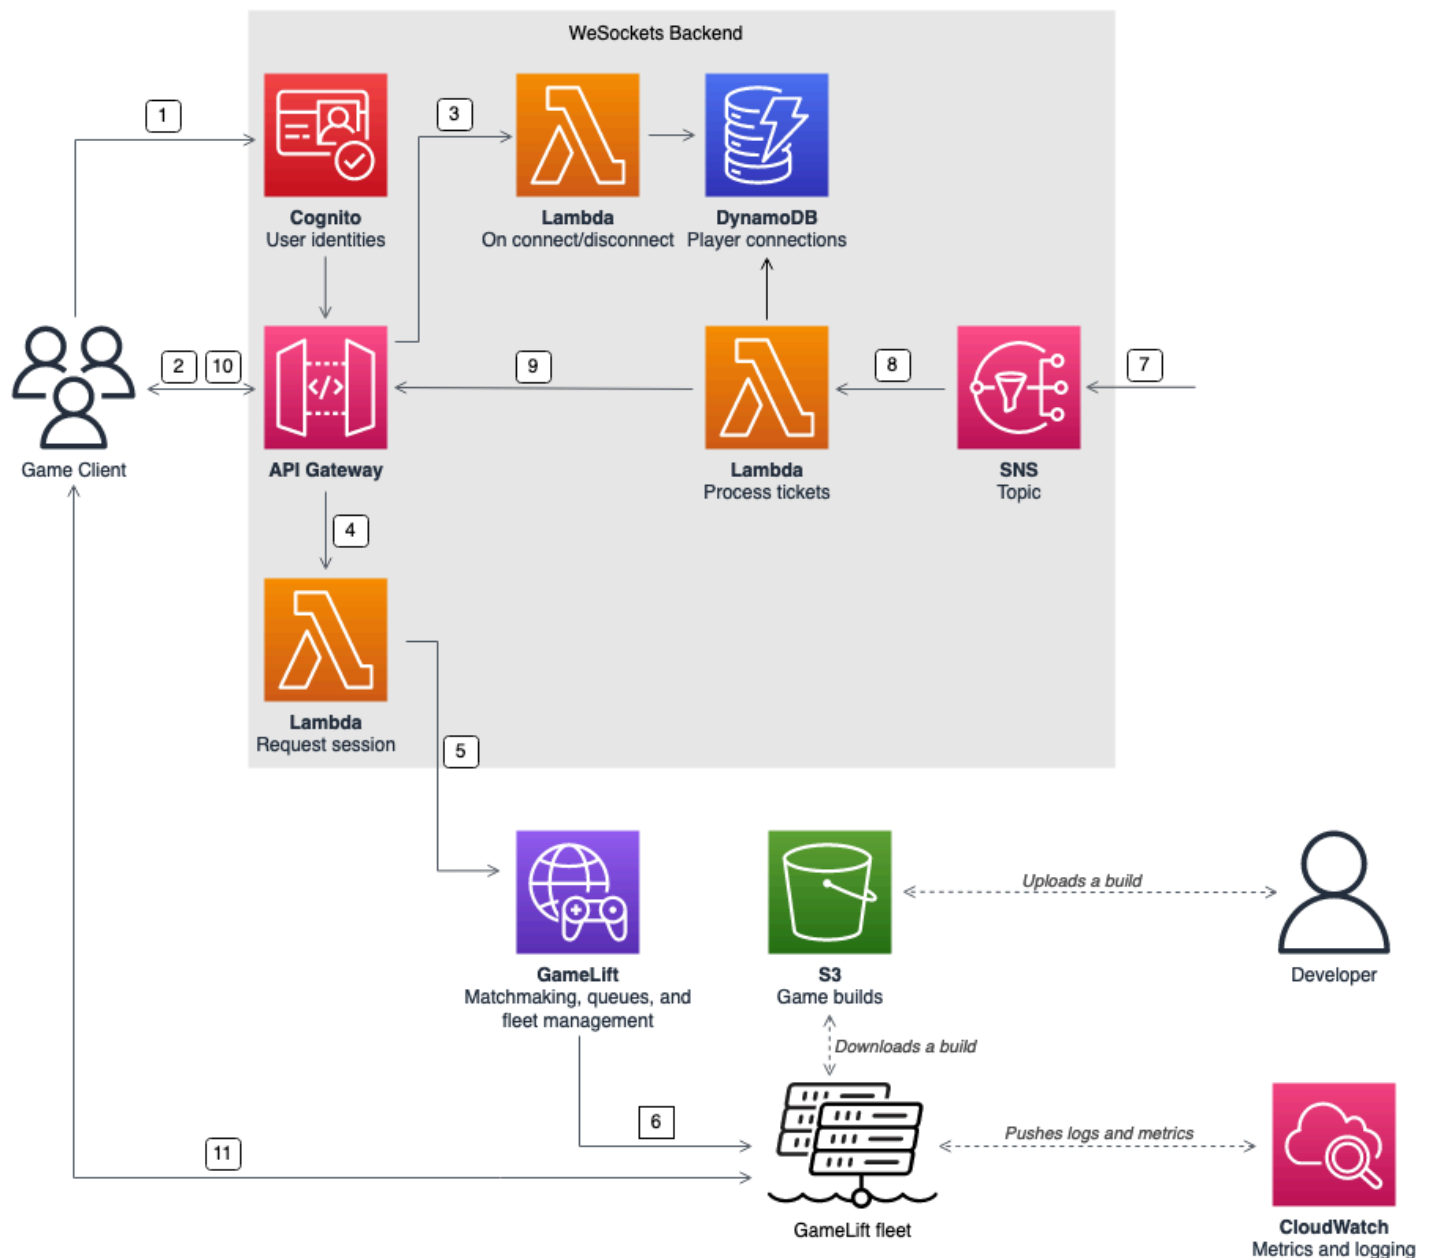 WeSockets Backend
1
3
Cognito
User identities
Lambda
On connect/disconnect
DynamoDB
Player connections
2
10
9
8
7
Game Client
API Gateway
Lambda
Process tickets
SNS
Topic
4
Lambda
Request session
5
GameLift
Matchmaking, queues, and
fleet management
S3
Game builds
Uploads a build
Developer
Downloads a build
6
Pushes logs and metrics
11
GameLift fleet
CloudWatch
Metrics and logging